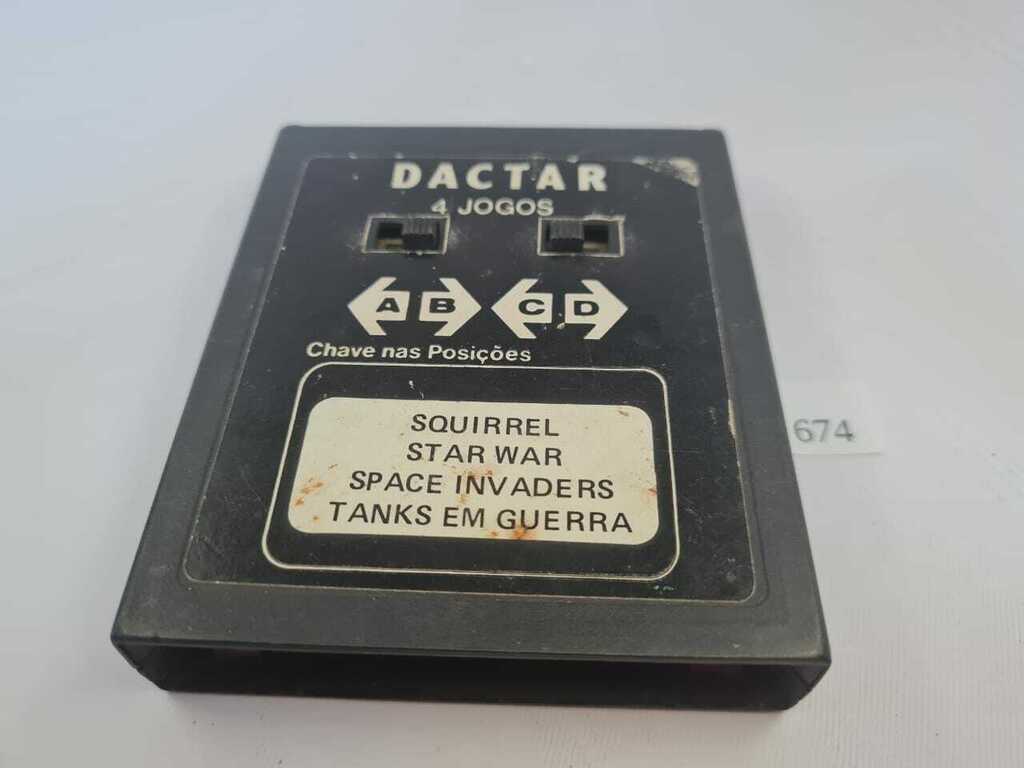 DACTAR
4 JOGOS
A B C D
Chave nas Posições
SQUIRREL
STAR WAR
SPACE INVADERS
TANKS EM GUERRA
674